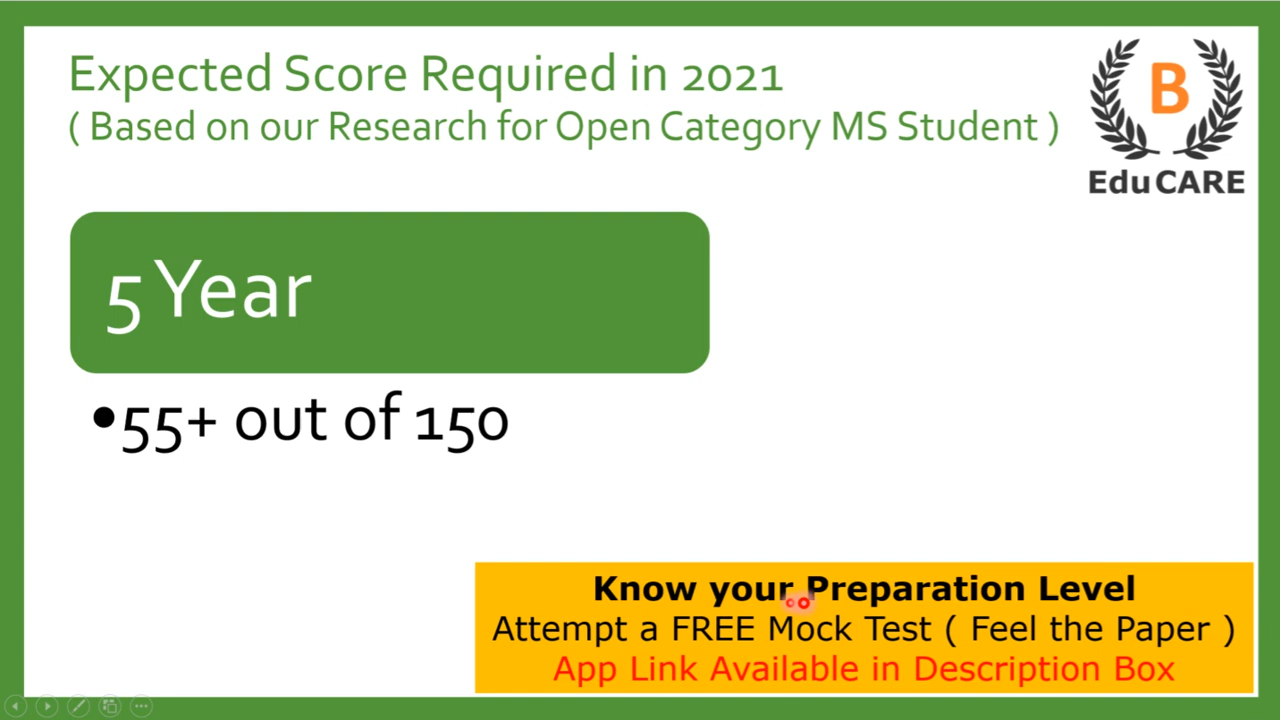 Expected Score Required in 2021
( Based on our Research for Open Category MS Student )
B
EduCARE
5 Year
•55+ out of 150
Know your Preparation Level
Attempt a FREE Mock Test ( Feel the Paper )
App Link Available in Description Box